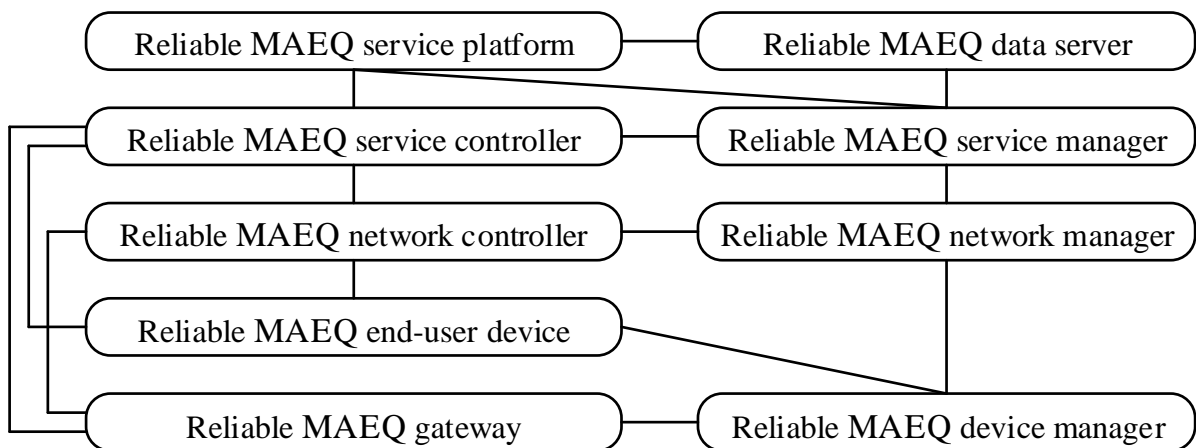 Reliable MAEQ service platform
Reliable MAEQ data server
Reliable MAEQ service controller
Reliable MAEQ service manager
Reliable MAEQ network controller
Reliable MAEQ network manager
Reliable MAEQ end-user device
Reliable MAEQ gateway
Reliable MAEQ device manager